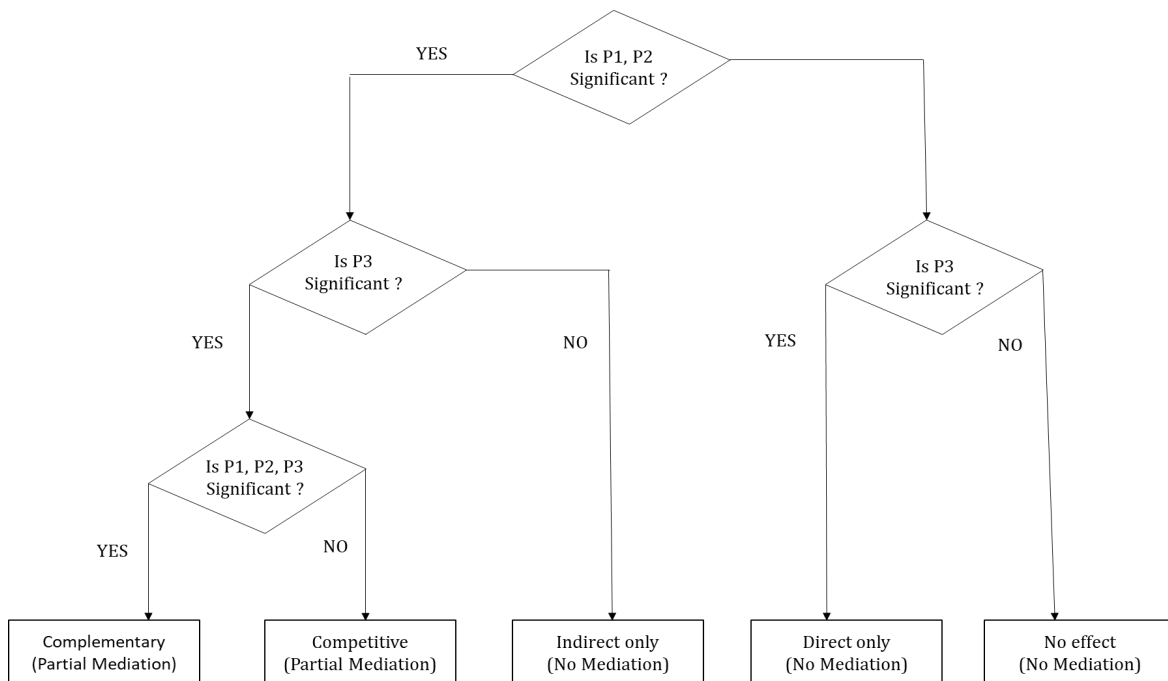 YES
Is P1, P2
Significant ?
Is P3
Significant ?
Is P3
Significant ?
YES
NO
YES
NO
Is P1, P2, P3
Significant ?
YES
NO
Complementary
(Partial Mediation)
Competitive
(Partial Mediation)
Indirect only
(No Mediation)
Direct only
(No Mediation)
No effect
(No Mediation)